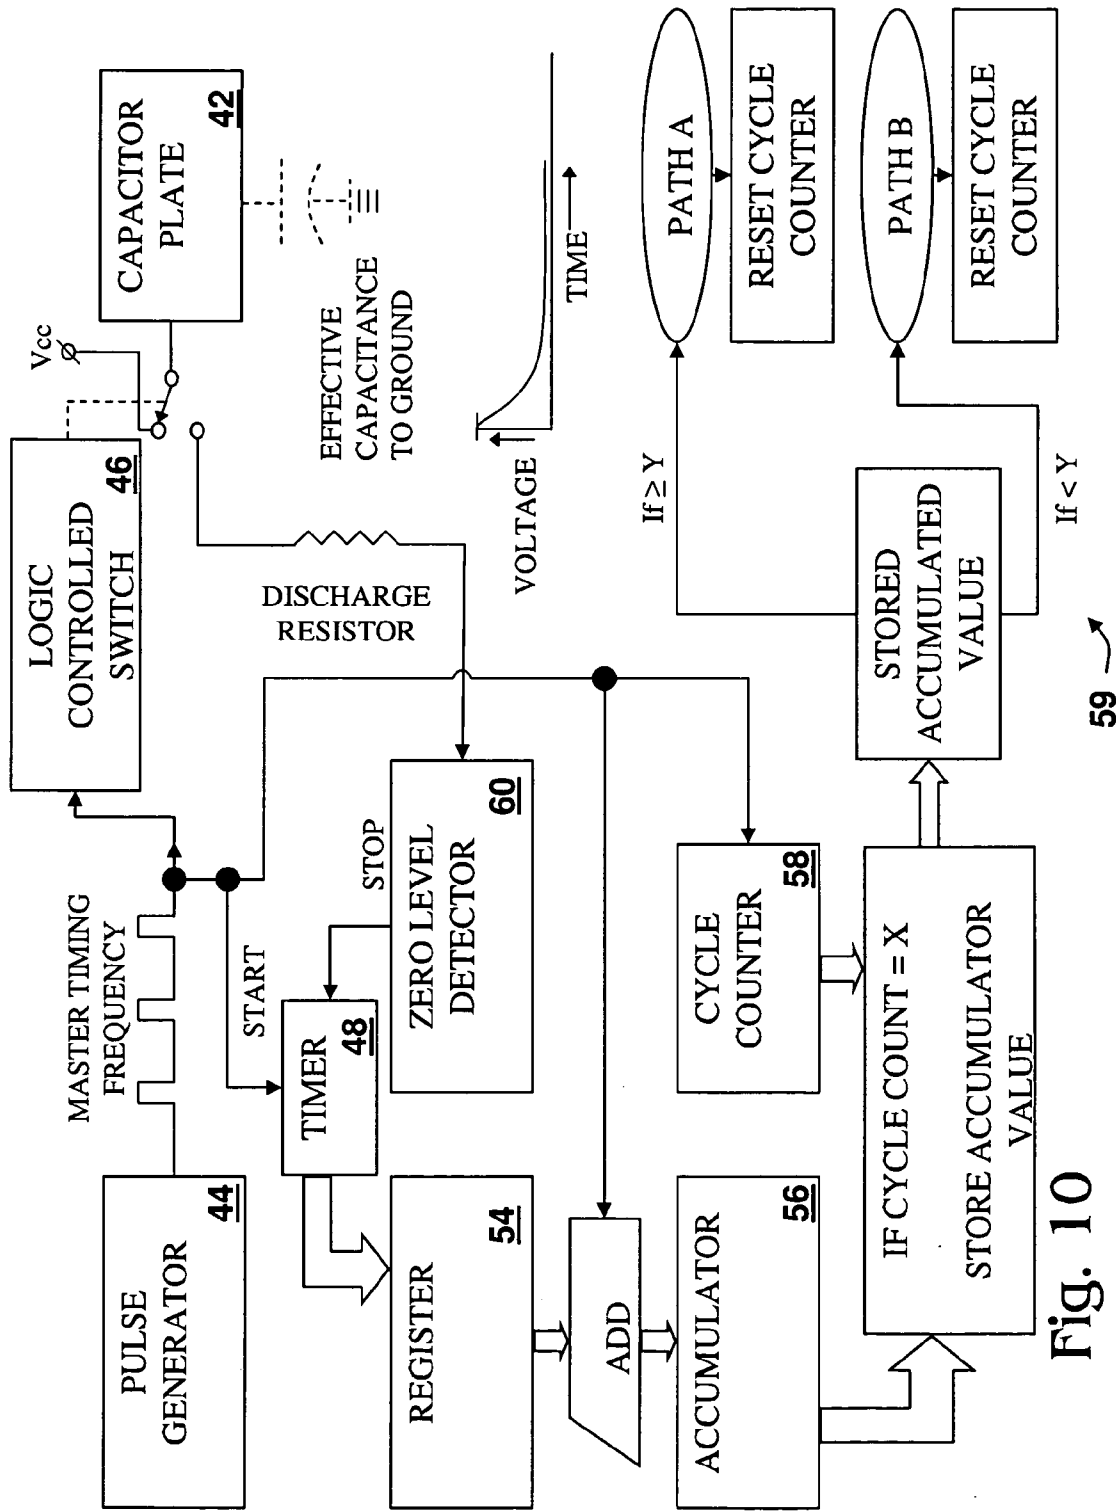 PULSE
GENERATOR
44
MASTER TIMING
FREQUENCY
LOGIC
CONTROLLED
SWITCH
46
Vcc
CAPACITOR
PLATE
42
START
TIMER
48
STOP
ZERO LEVEL
DETECTOR
60
DISCHARGE
RESISTOR
EFFECTIVE
CAPACITANCE
TO GROUND
VOLTAGE
TIME
REGISTER
54
ADD
ACCUMULATOR
56
CYCLE
COUNTER
58
IF CYCLE COUNT = X
STORE ACCUMULATOR
VALUE
STORED
ACCUMULATED
VALUE
If ≥ Y
If < Y
PATH A
RESET CYCLE
COUNTER
PATH B
RESET CYCLE
COUNTER
59
Fig. 10